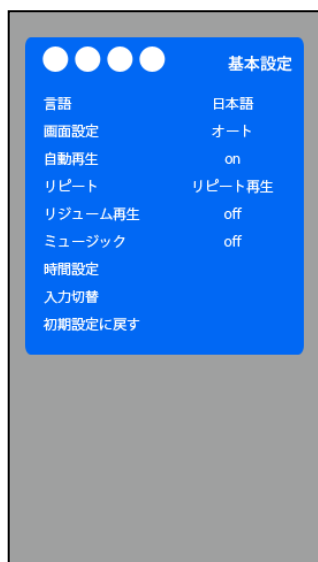 基本設定
言語 日本語
画面設定 オート
自動再生 on
リピート リピート再生
リジューム再生 off
ミュージック off
時間設定
入力切替
初期設定に戻す